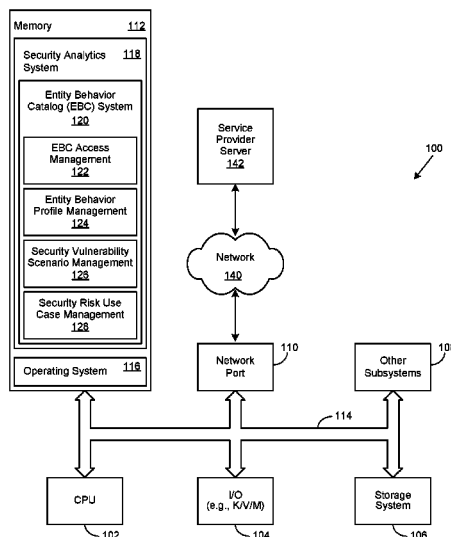 Memory 112
Security Analytics 118
System
Entity Behavior
Catalog (EBC) System
120
EBC Access
Management
122
Entity Behavior
Profile Management
124
Security Vulnerability
Scenario Management
126
Security Risk Use
Case Management
128
Operating System 116
Service
Provider
Server
142
100
Network
140
Network
Port
110
Other
Subsystems
114
CPU
102
I/O
(e.g., K/V/M)
104
Storage
System
106